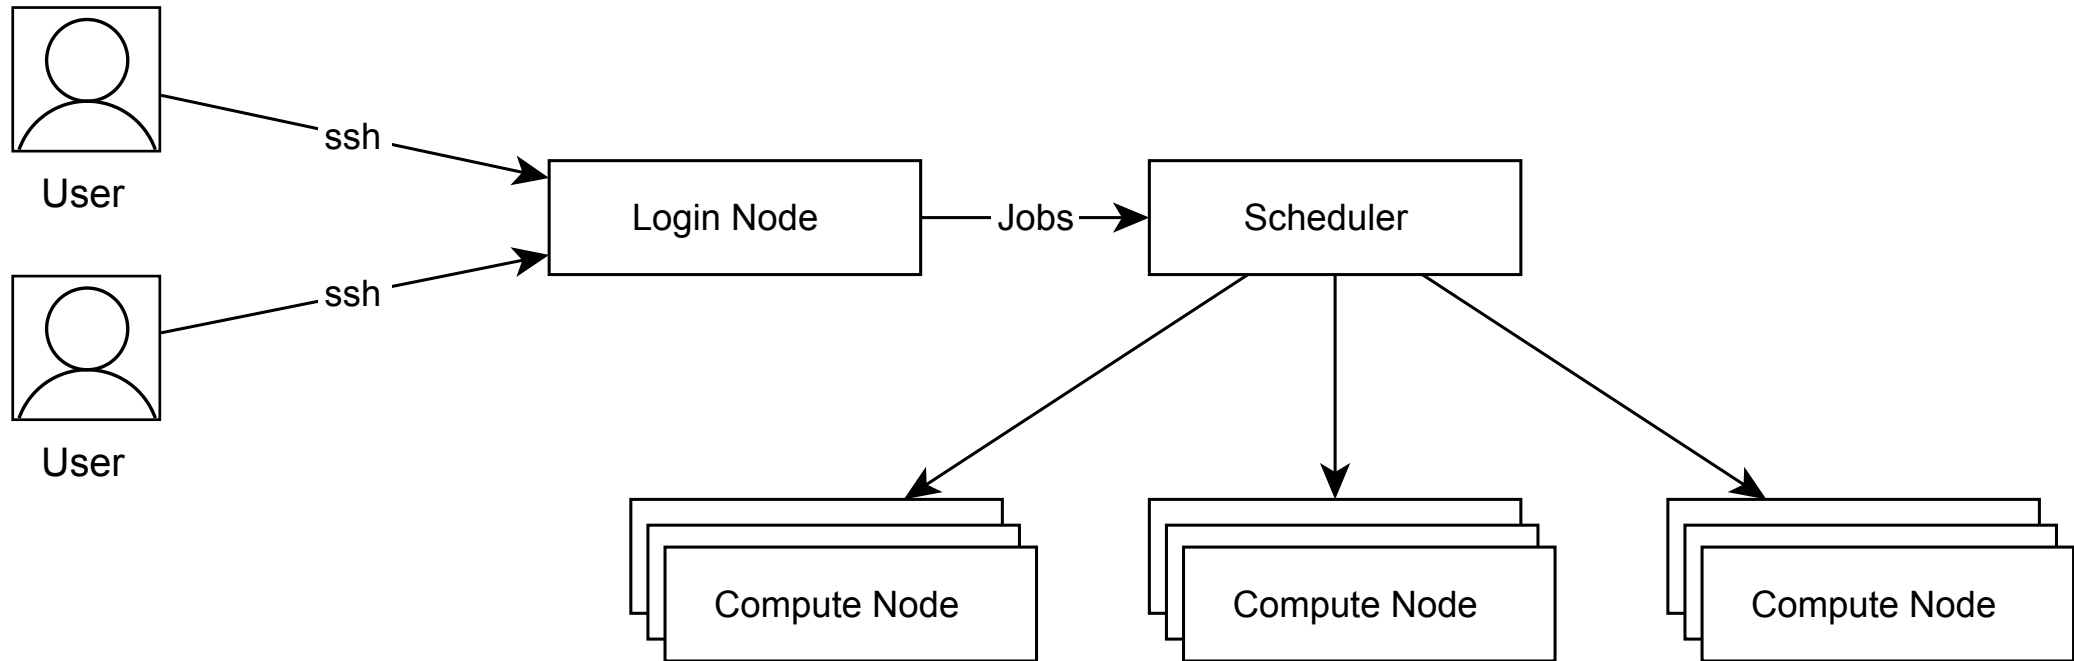 ssh
User
Login Node
Jobs
Scheduler
ssh
User
Compute Node
Compute Node
Compute Node